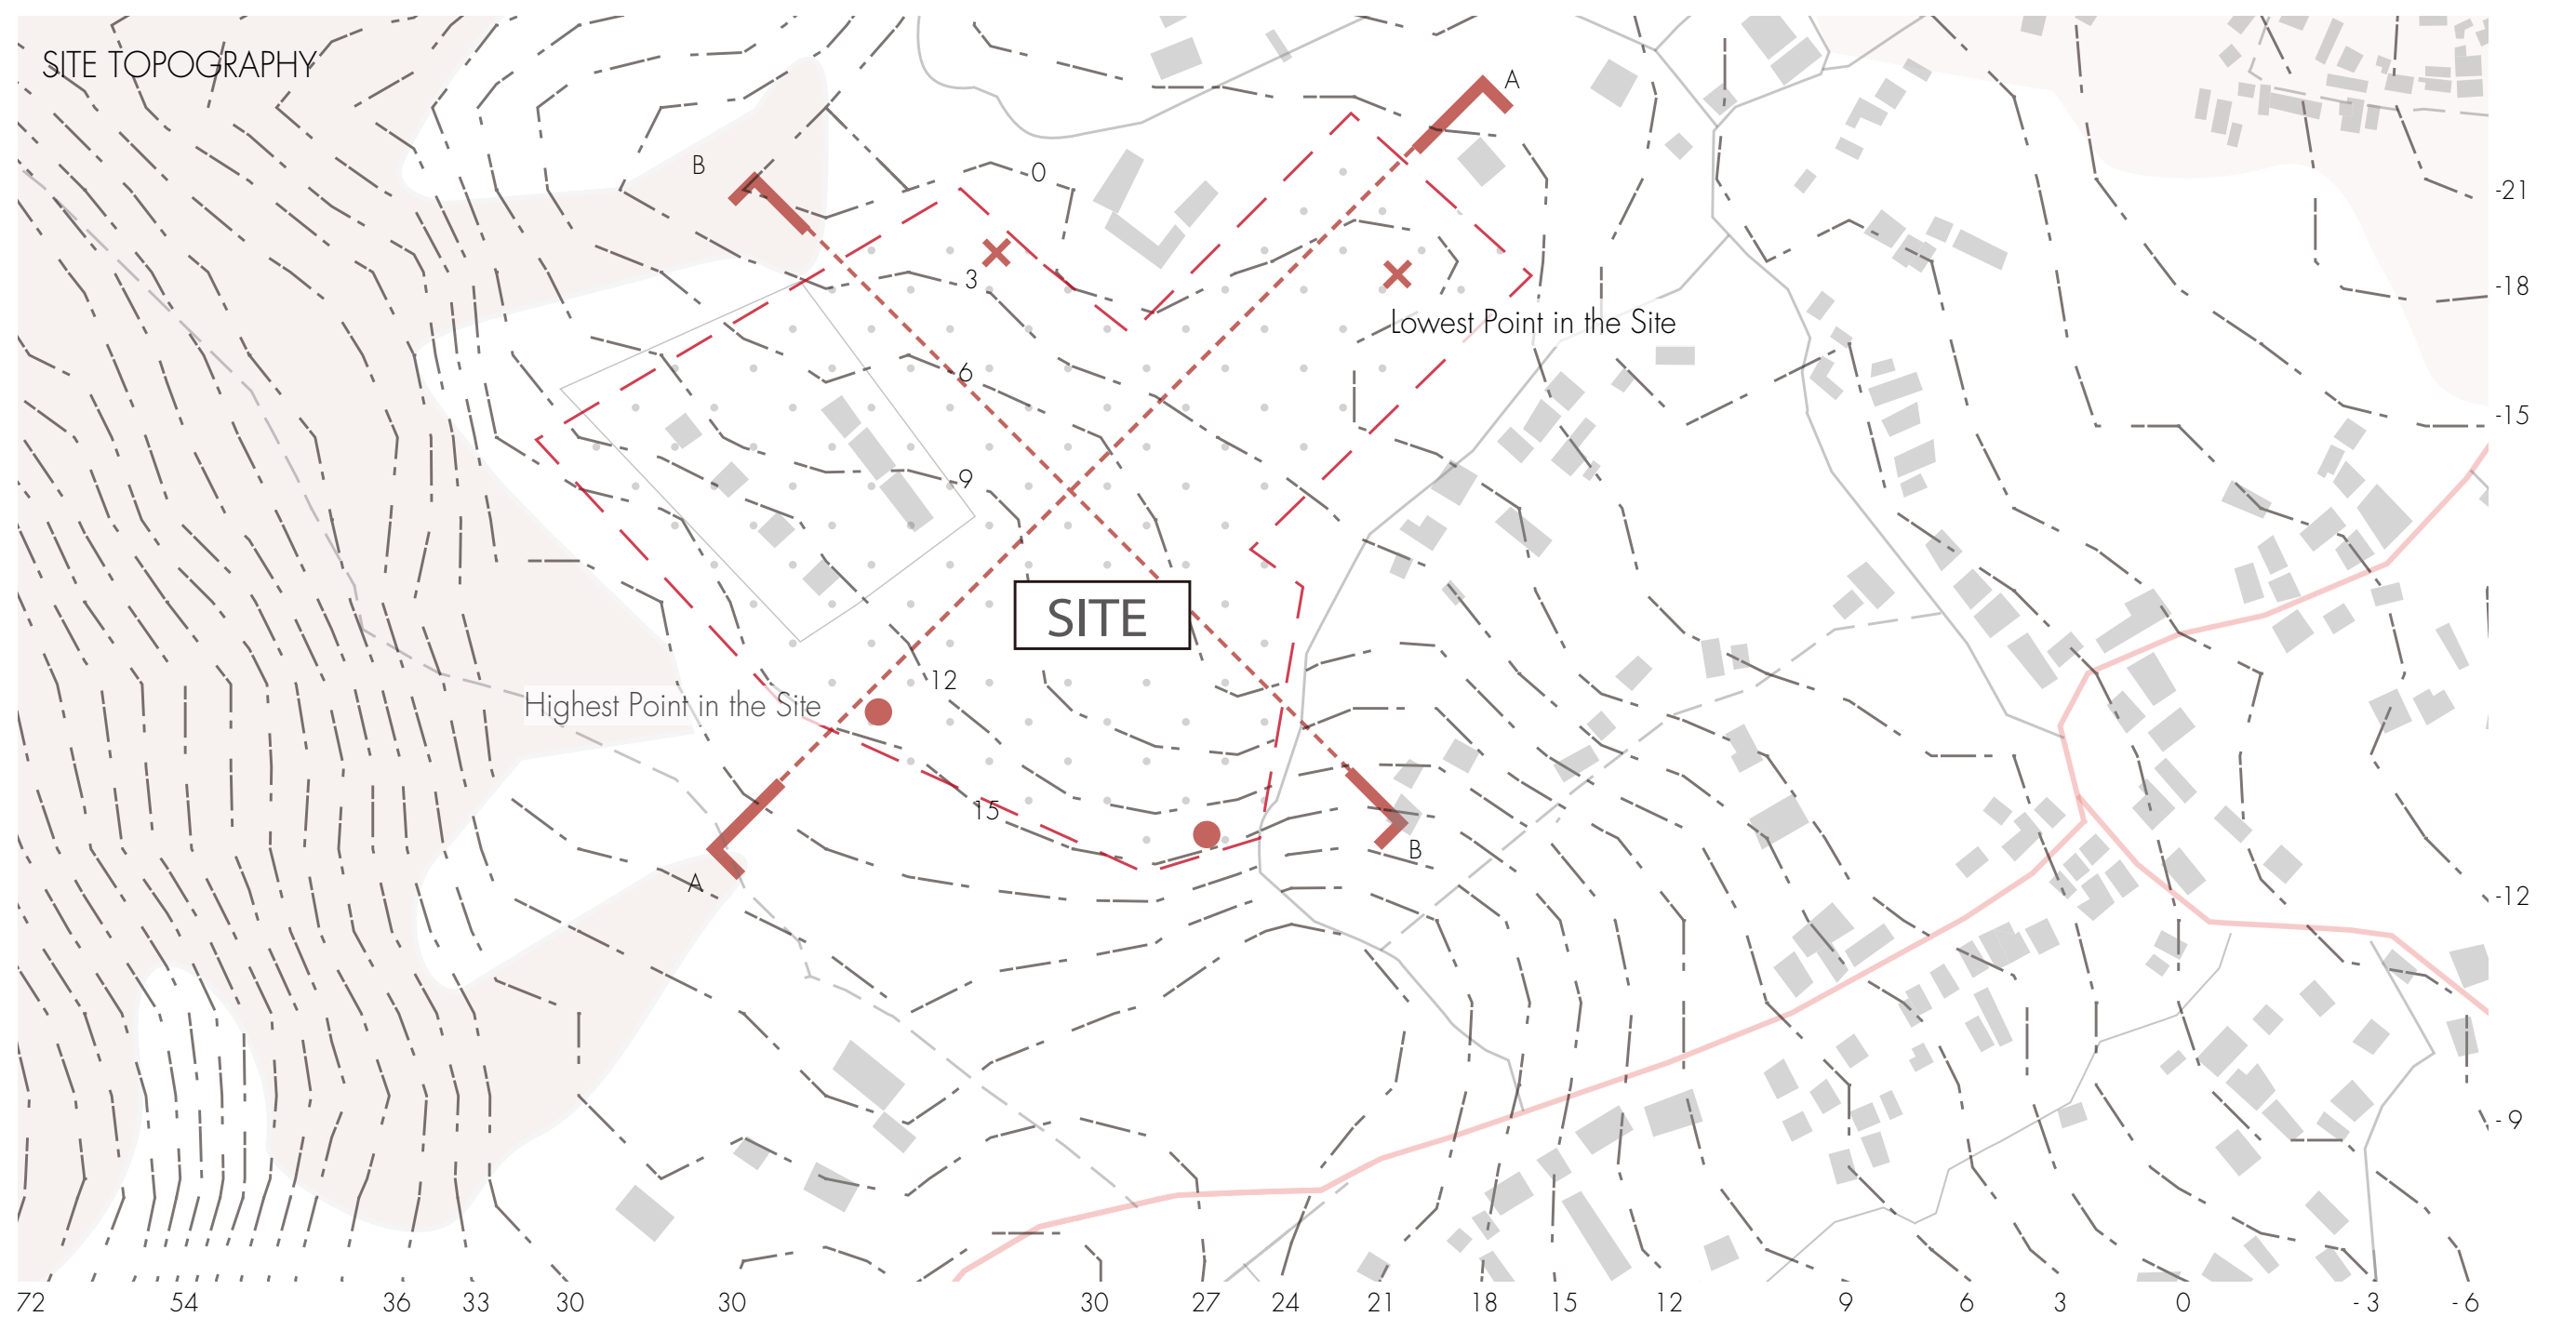 SITE TOPOGRAPHY
A
B
0
-21
3
-18
Lowest Point in the Site
6
-15
9
SITE
12
Highest Point in the Site
15
B
A
-12
- 9
72 54 36 33 30 30 30 27 24 21 18 15 12 9 6 3 0 - 3 - 6